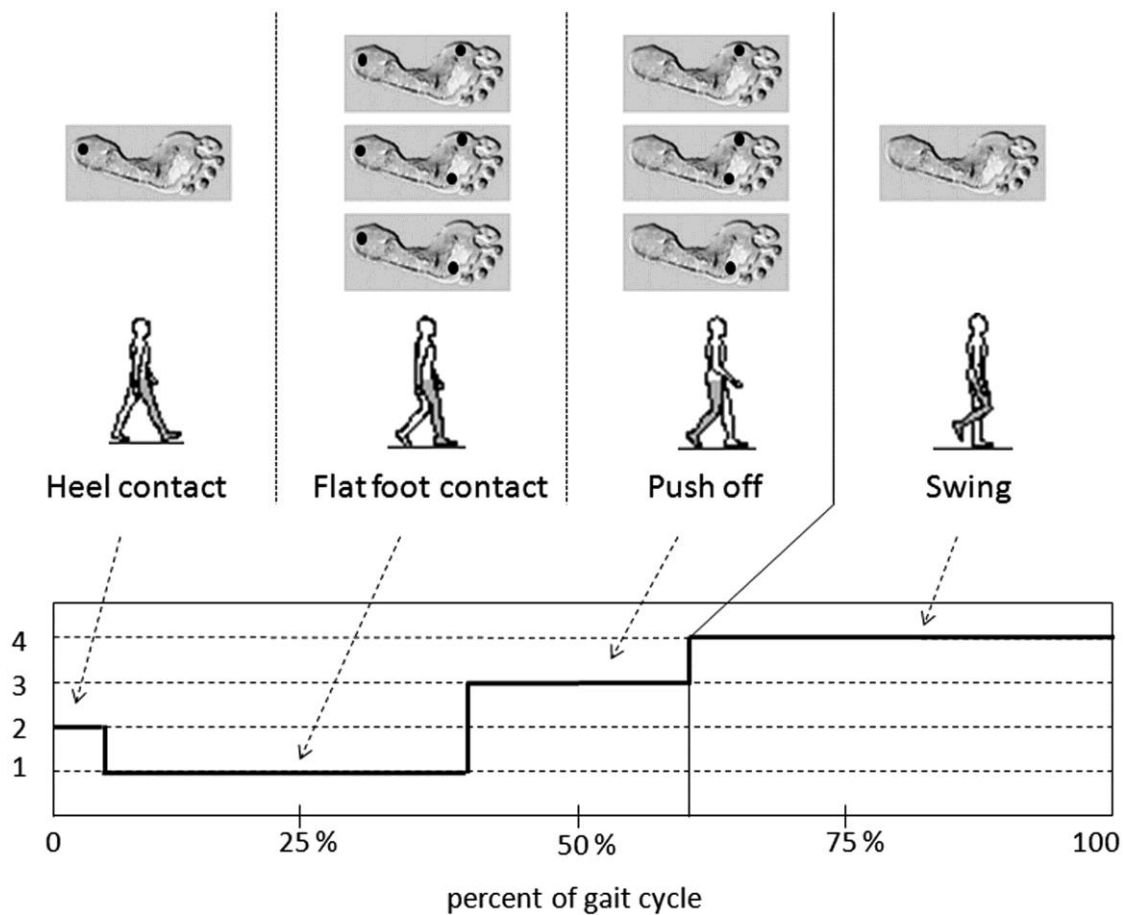 Heel contact
Flat foot contact
Push off
Swing
4
3
2
1
0
25 %
50 %
75 %
100
percent of gait cycle